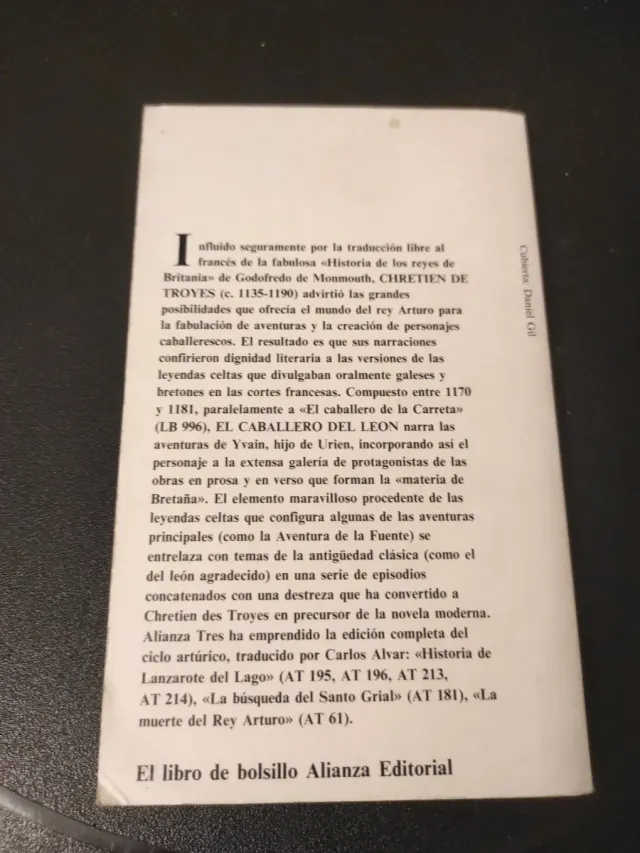 Influido seguramente por la traducción libre al
francés de la fabulosa «Historia de los reyes de
Britania» de Godofredo de Monmouth, CHRETIEN DE
TROYES (c. 1135-1190) advirtió las grandes
posibilidades que ofrecía el mundo del rey Arturo para
la fabulación de aventuras y la creación de personajes
caballerescos. El resultado es que sus narraciones
confirieron dignidad literaria a las versiones de las
leyendas celtas que divulgaban oralmente galeses y
bretones en las cortes francesas. Compuesto entre 1170
y 1181, paralelamente a «El caballero de la Carreta»
(LB 996), EL CABALLERO DEL LEON narra las
aventuras de Yvain, hijo de Urien, incorporando así el
personaje a la extensa galería de protagonistas de las
obras en prosa y en verso que forman la «materia de
Bretaña». El elemento maravilloso procedente de las
leyendas celtas que configura algunas de las aventuras
principales (como la Aventura de la Fuente) se
entrelaza con temas de la antigüedad clásica (como el
del león agradecido) en una serie de episodios
concatenados con una destreza que ha convertido a
Chretien des Troyes en precursor de la novela moderna.
Alianza Tres ha emprendido la edición completa del
ciclo artúrico, traducido por Carlos Alvar: «Historia de
Lanzarote del Lago» (AT 195, AT 196, AT 213,
AT 214), «La búsqueda del Santo Grial» (AT 181), «La
muerte del Rey Arturo» (AT 61).
El libro de bolsillo Alianza Editorial
Cubierta: Daniel Gil